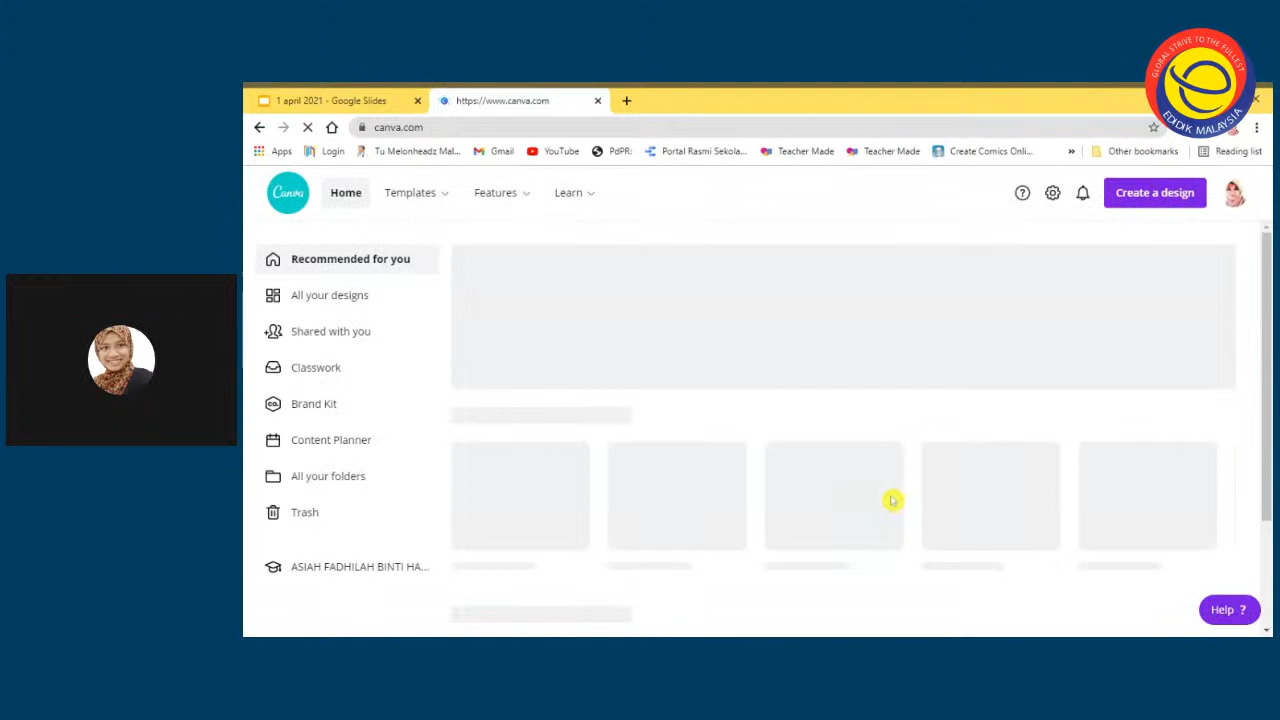 GLOBAL STRIVE TO THE FULLEST
EDIDIK MALAYSIA
1 april 2021 - Google Slides
https://www.canva.com
canva.com
Apps
Login
Tu Melonheadz Mal...
Gmail
YouTube
PdPR:
Portal Rasmi Sekola...
Teacher Made
Teacher Made
Create Comics Onli...
»
Other bookmarks
Reading list
Canva
Home
Templates
Features
Learn
Create a design
Recommended for you
All your designs
Shared with you
Classwork
CO.
Brand Kit
Content Planner
All your folders
Trash
ASIAH FADHILAH BINTI HA...
Help ?